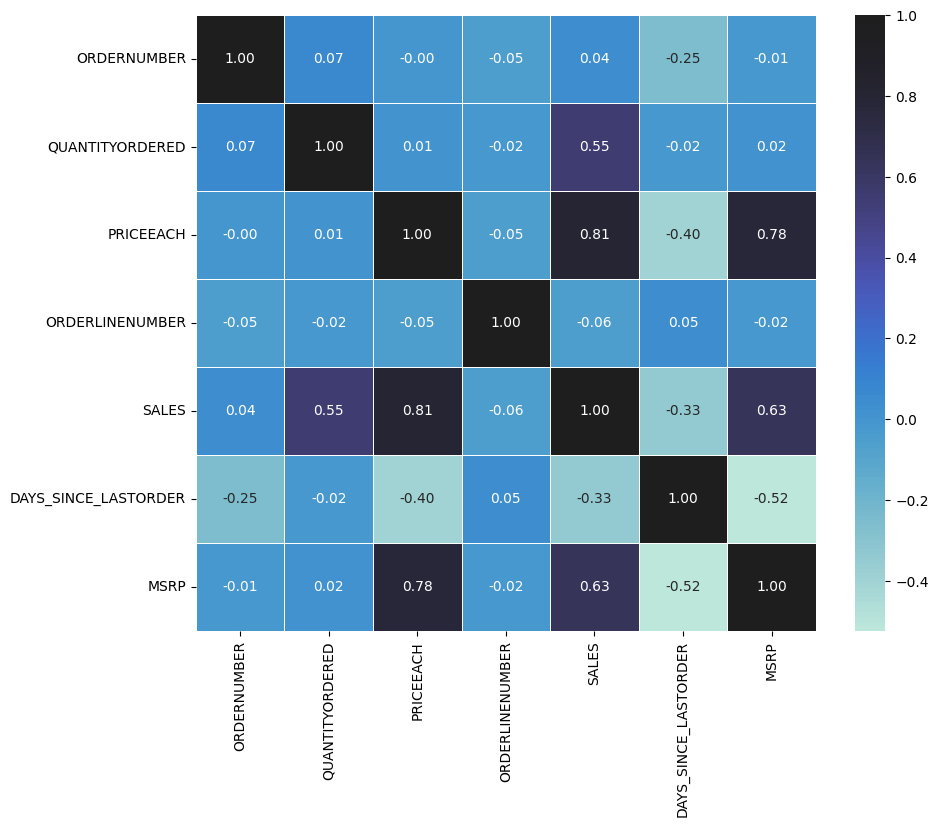 ORDERNUMBER 1.00 0.07 -0.00 -0.05 0.04 -0.25 -0.01
QUANTITYORDERED 0.07 1.00 0.01 -0.02 0.55 -0.02 0.02
PRICEEACH -0.00 0.01 1.00 -0.05 0.81 -0.40 0.78
ORDERLINENUMBER -0.05 -0.02 -0.05 1.00 -0.06 0.05 -0.02
SALES 0.04 0.55 0.81 -0.06 1.00 -0.33 0.63
DAYS_SINCE_LASTORDER -0.25 -0.02 -0.40 0.05 -0.33 1.00 -0.52
MSRP -0.01 0.02 0.78 -0.02 0.63 -0.52 1.00
ORDERNUMBER
QUANTITYORDERED
PRICEEACH
ORDERLINENUMBER
SALES
DAYS_SINCE_LASTORDER
MSRP
1.0
0.8
0.6
0.4
0.2
0.0
−0.2
−0.4